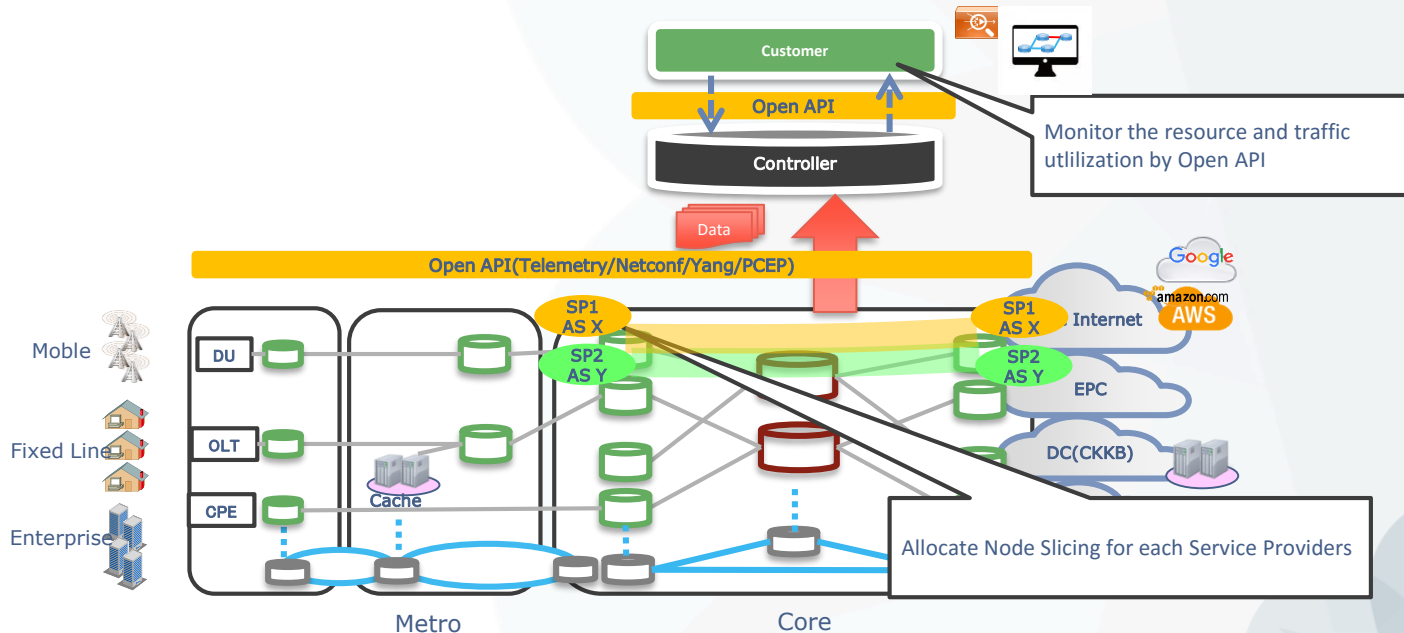 Customer
Open API
Controller
Monitor the resource and traffic
utlilization by Open API
Data
Open API(Telemetry/Netconf/Yang/PCEP)
Google
amazon.com
AWS
SP1
AS X
SP1
AS X
Internet
Moble
DU
SP2
AS Y
SP2
AS Y
EPC
Fixed Line
OLT
DC(CKKB)
Cache
CPE
Enterprise
Allocate Node Slicing for each Service Providers
Metro
Core